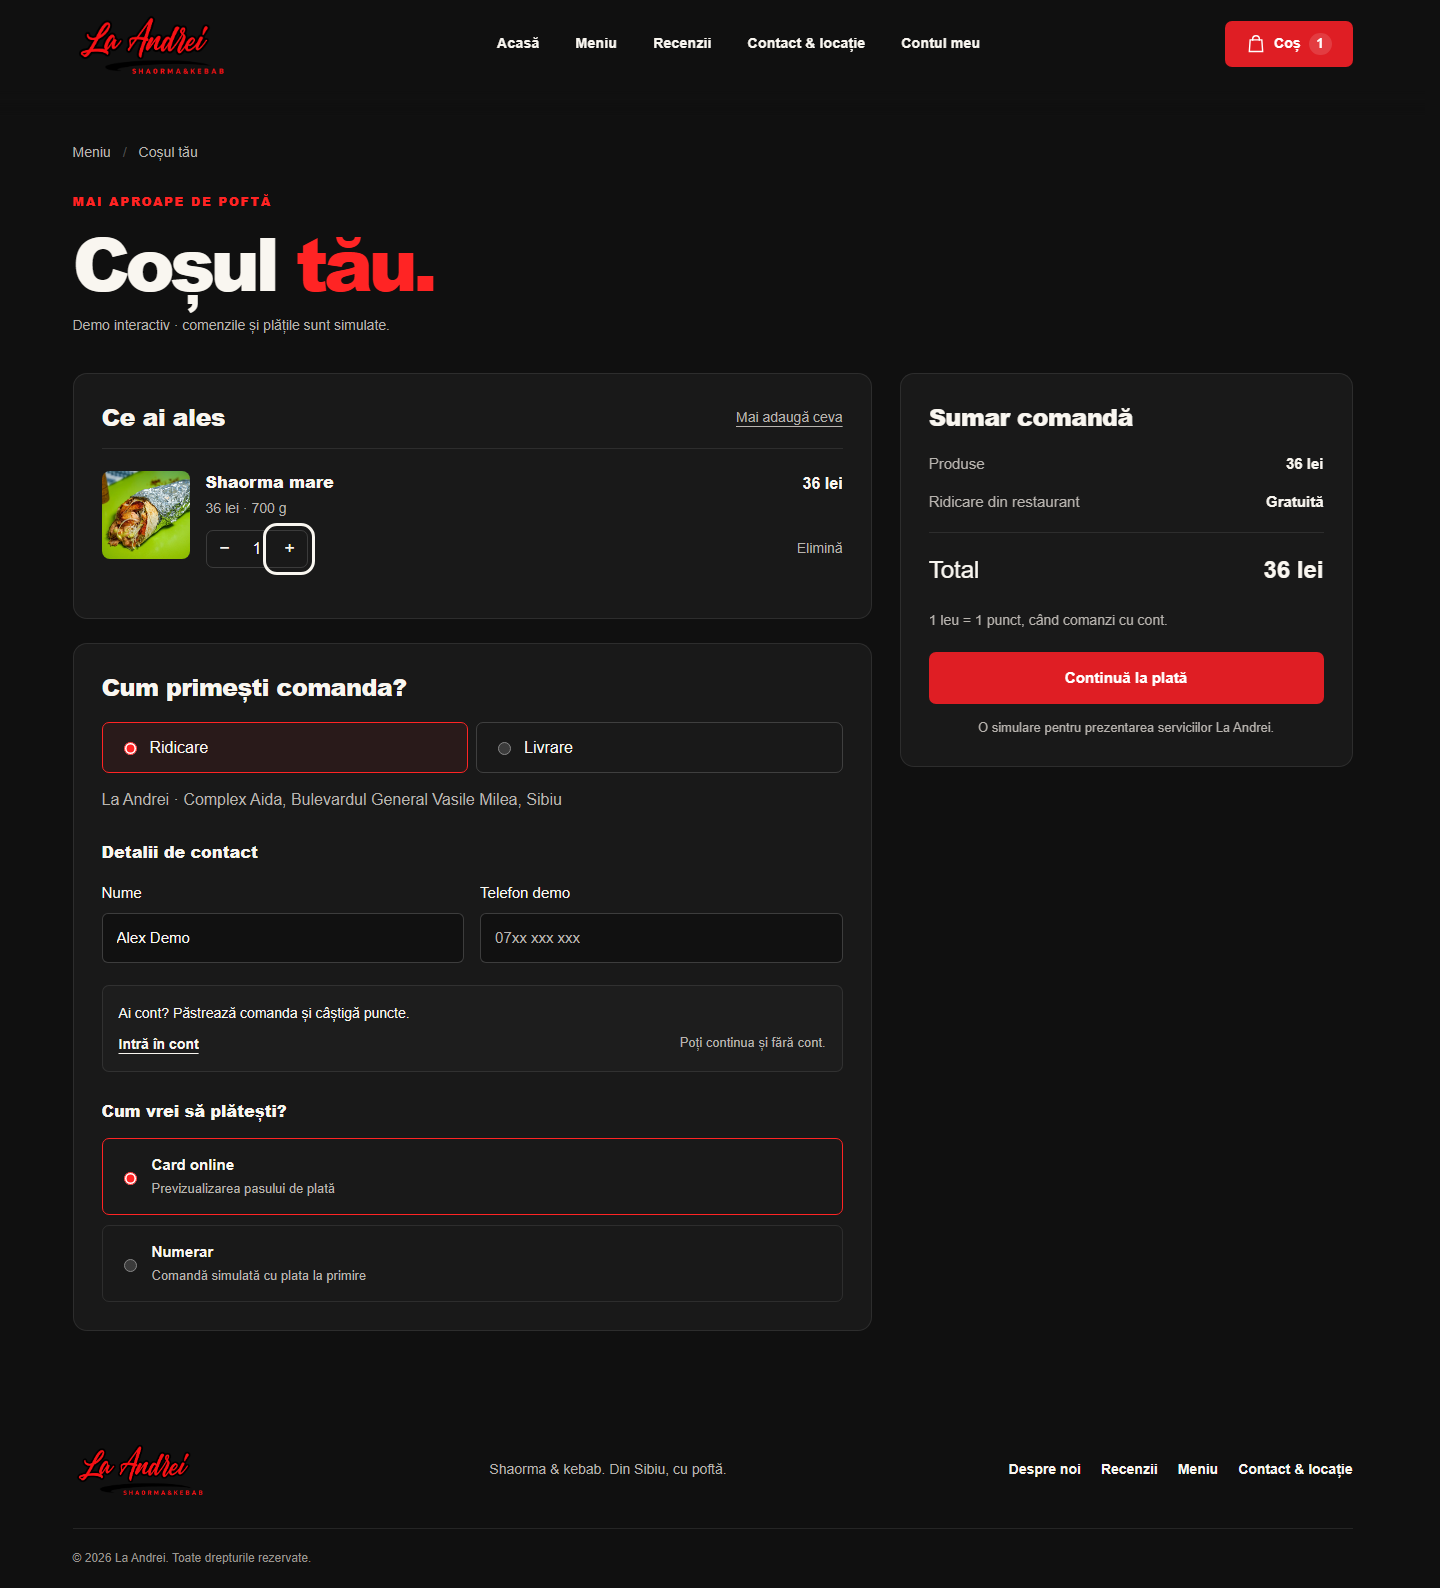 La Andrei
SHAORMA&KEBAB
Acasă
Meniu
Recenzii
Contact & locație
Contul meu
Coș 1
Meniu / Coșul tău
MAI APROAPE DE POFTĂ
Coșul tău.
Demo interactiv · comenzile și plățile sunt simulate.
Ce ai ales
Mai adaugă ceva
Shaorma mare
36 lei
36 lei · 700 g
− 1 +
Elimină
Sumar comandă
Produse 36 lei
Ridicare din restaurant Gratuită
Total 36 lei
1 leu = 1 punct, când comanzi cu cont.
Continuă la plată
O simulare pentru prezentarea serviciilor La Andrei.
Cum primești comanda?
Ridicare
Livrare
La Andrei · Complex Aida, Bulevardul General Vasile Milea, Sibiu
Detalii de contact
Nume
Telefon demo
Alex Demo
07xx xxx xxx
Ai cont? Păstrează comanda și câștigă puncte.
Intră în cont
Poți continua și fără cont.
Cum vrei să plătești?
Card online
Previzualizarea pasului de plată
Numerar
Comandă simulată cu plata la primire
La Andrei
SHAORMA&KEBAB
Shaorma & kebab. Din Sibiu, cu poftă.
Despre noi
Recenzii
Meniu
Contact & locație
© 2026 La Andrei. Toate drepturile rezervate.